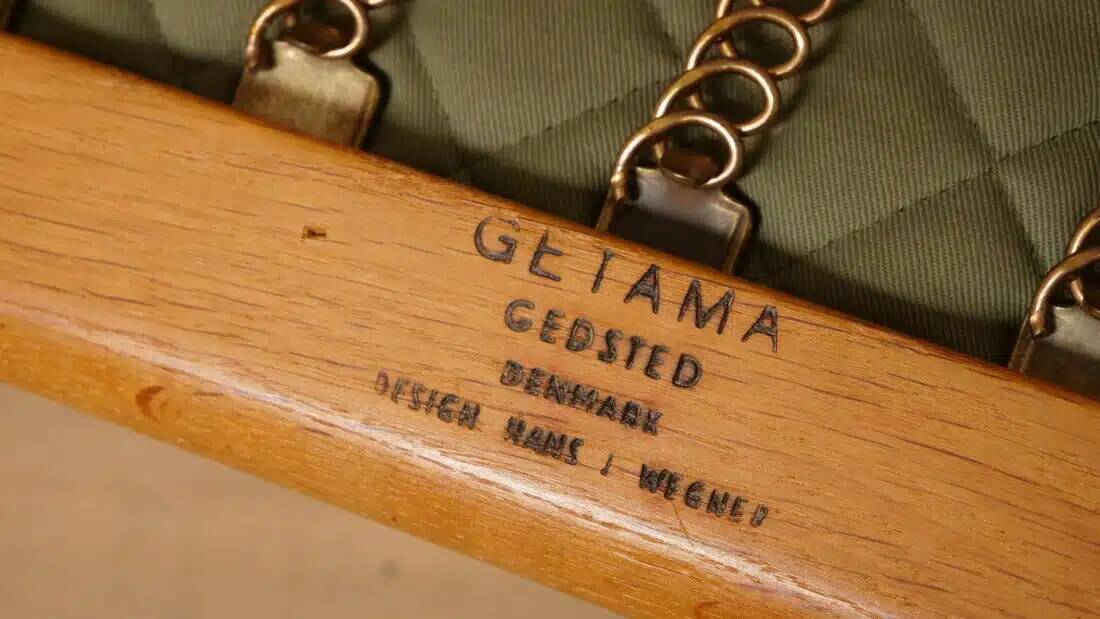 GETAMA
GEDSTED
DENMARK
DESIGN HANS J WEGNER